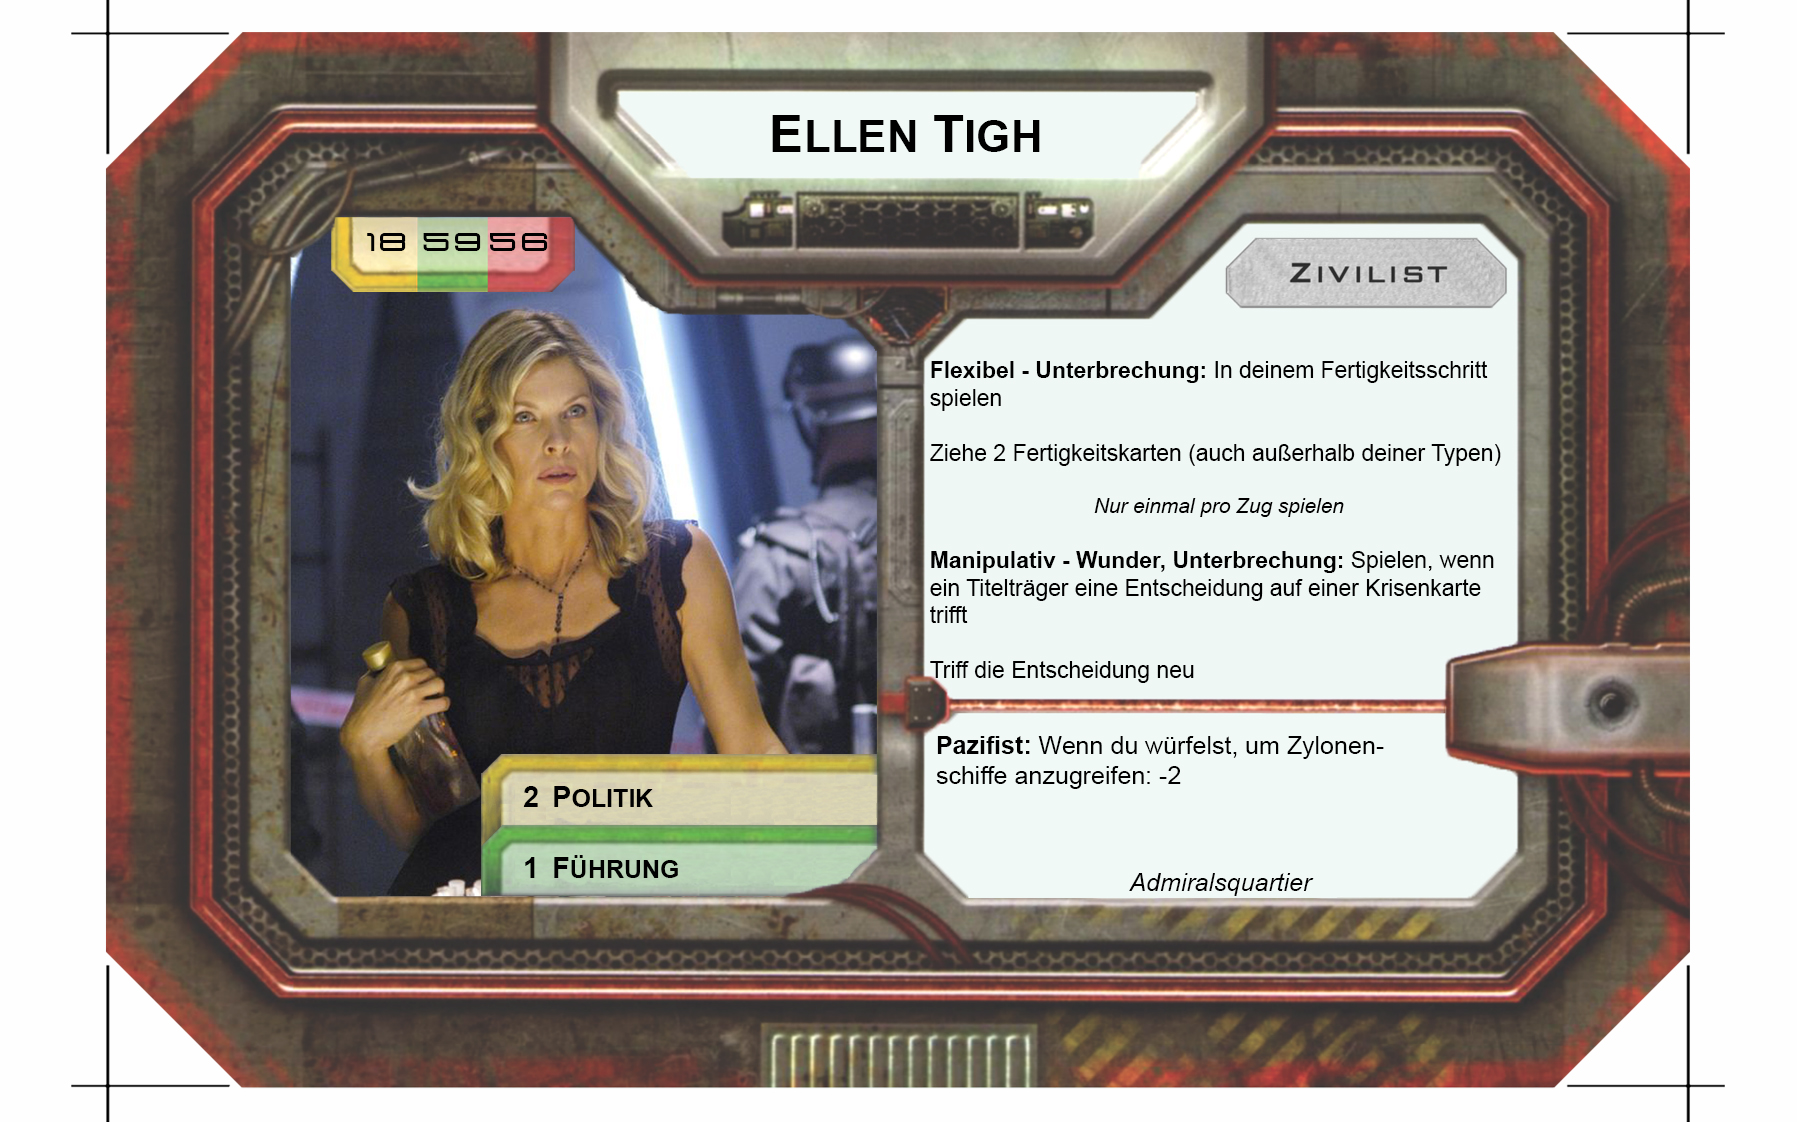 ELLEN TIGH
18 59 56
ZIVILIST
Flexibel - Unterbrechung: In deinem Fertigkeitsschritt
spielen
Ziehe 2 Fertigkeitskarten (auch außerhalb deiner Typen)
Nur einmal pro Zug spielen
Manipulativ - Wunder, Unterbrechung: Spielen, wenn
ein Titelträger eine Entscheidung auf einer Krisenkarte
trifft
Triff die Entscheidung neu
Pazifist: Wenn du würfelst, um Zylonen-
schiffe anzugreifen: -2
Admiralsquartier
2 POLITIK
1 FÜHRUNG